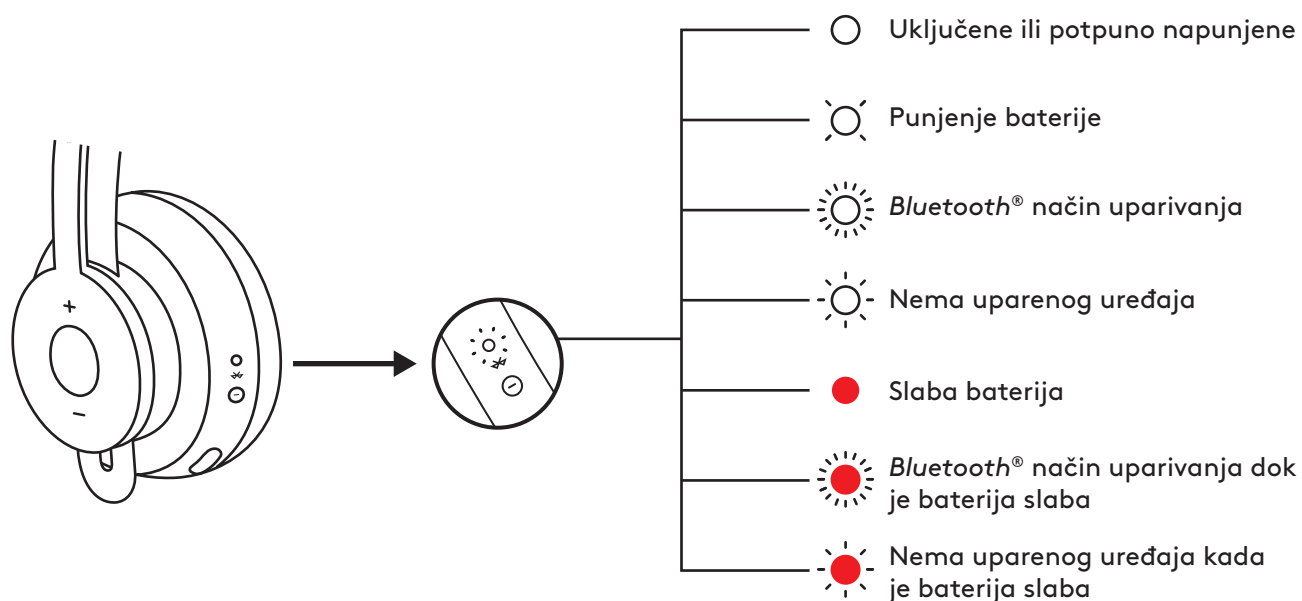 Uključene ili potpuno napunjene
Punjenje baterije
Bluetooth® način uparivanja
Nema uparenog uređaja
Slaba baterija
Bluetooth® način uparivanja dok
je baterija slaba
Nema uparenog uređaja kada
je baterija slaba